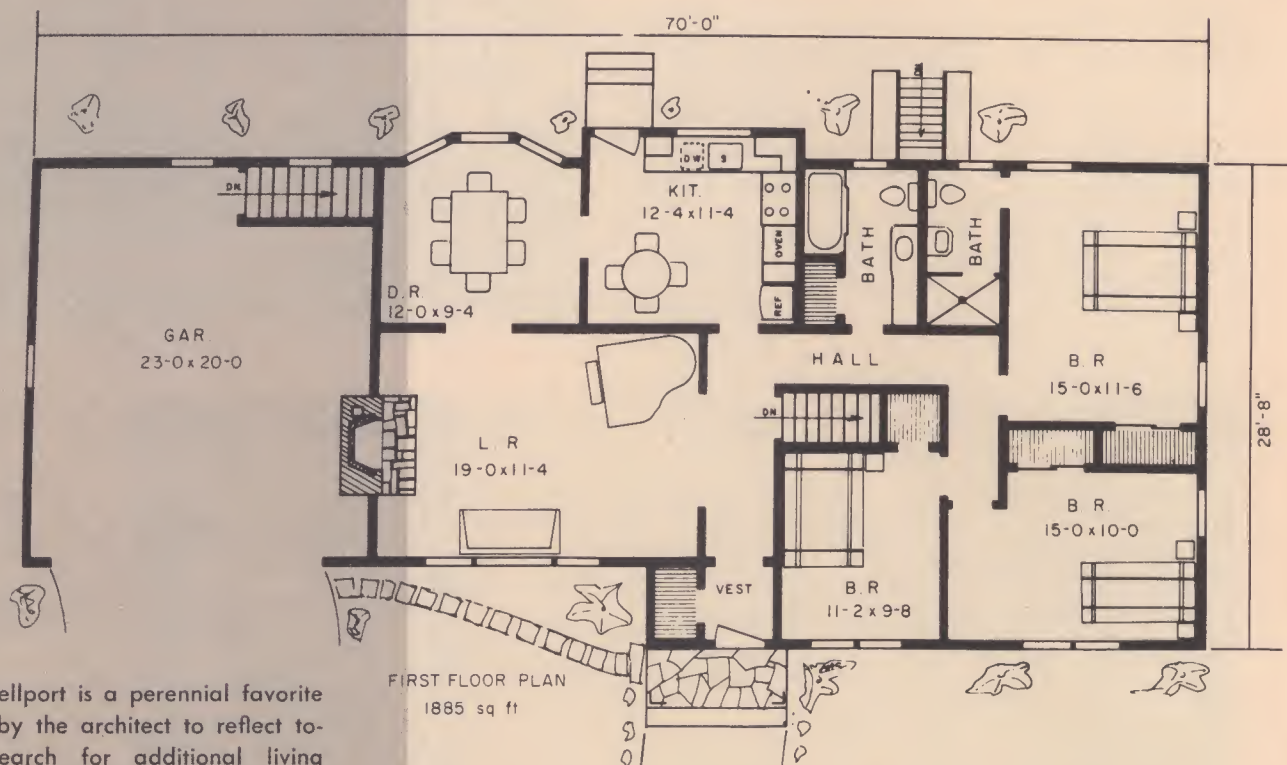 70'-0"
DN
DN.
DW
S
KIT.
12-4 x 11-4
OVEN
REF
BATH
BATH
D.R.
12-0 x 9-4
GAR.
23-0 x 20-0
HALL
B.R
15-0 x 11-6
28'-8"
DN
L.R
19-0 x 11-4
B.R.
15-0 x 10-0
VEST
B.R
11-2 x 9-8
FIRST FLOOR PLAN
1885 sq ft
ellport is a perennial favorite
by the architect to reflect to-
earch for additional living